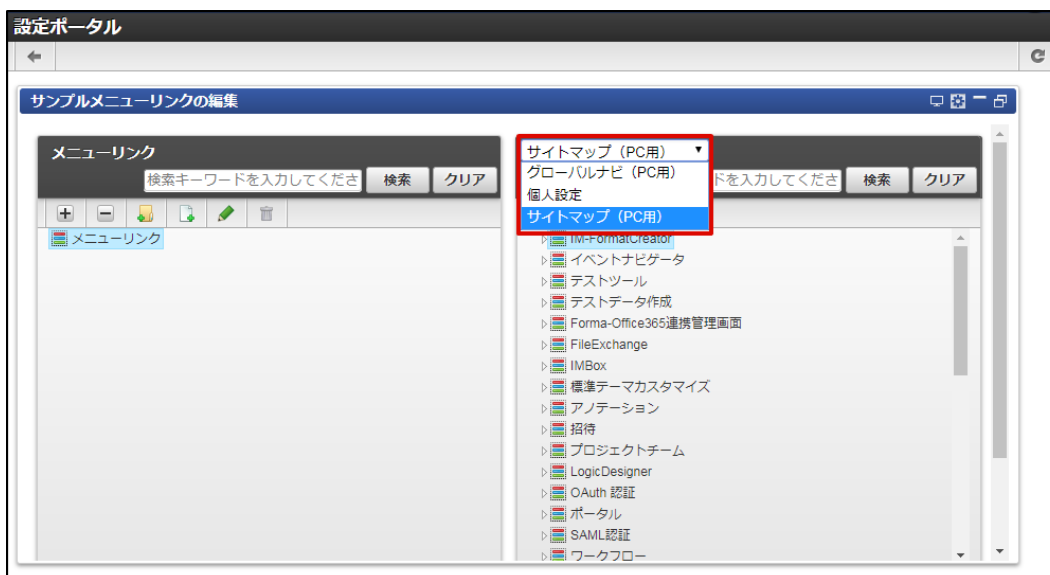 設定ポータル
サンプルメニューリンクの編集
メニューリンク
検索キーワードを入力してくださ 検索 クリア
メニューリンク
サイトマップ（PC用）
グローバルナビ（PC用）
個人設定
サイトマップ（PC用）
ドを入力してくださ 検索 クリア
IM-FormatCreator
イベントナビゲータ
テストツール
テストデータ作成
Forma-Office365連携管理画面
FileExchange
IMBox
標準テーマカスタマイズ
アノテーション
招待
プロジェクトチーム
LogicDesigner
OAuth 認証
ポータル
SAML認証
ワークフロー